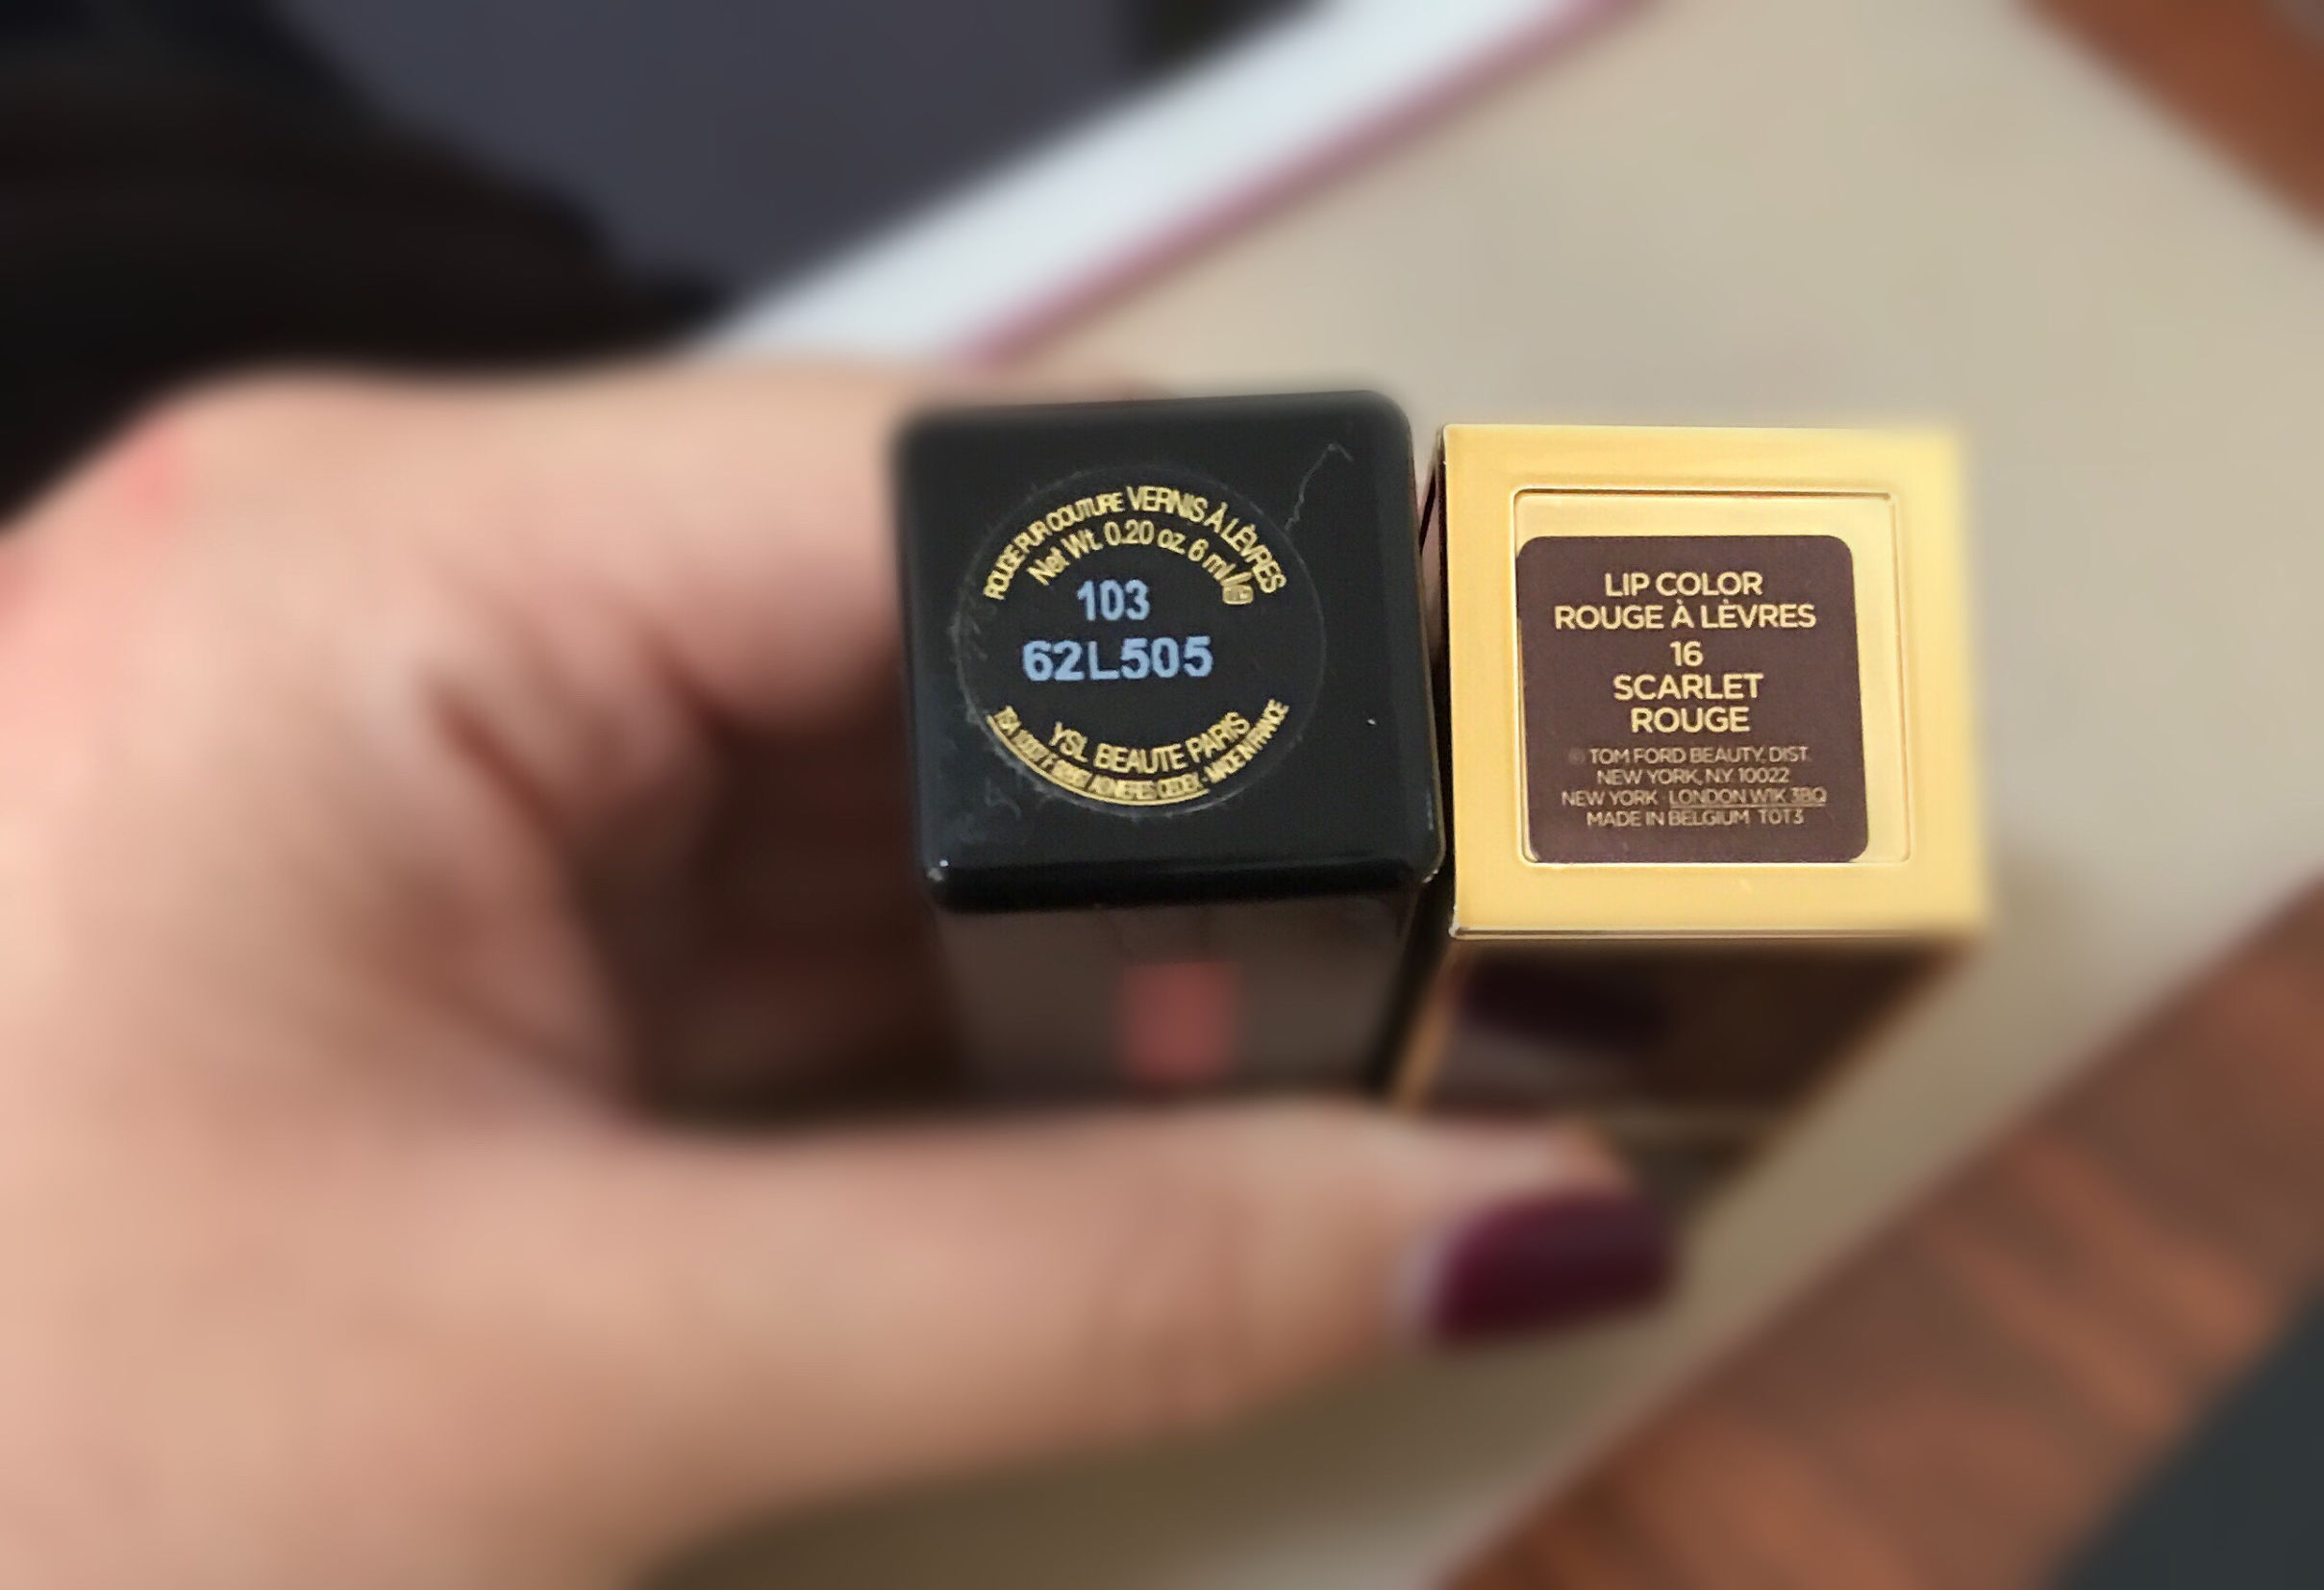 ROUGE PUR COUTURE VERNIS À LÈVRES
Net Wt. 0.20 oz. 6 ml/
103
62L505
YSL BEAUTE PARIS
MADE IN FRANCE
LIP COLOR
ROUGE À LÈVRES
16
SCARLET
ROUGE
© TOM FORD BEAUTY, DIST.
NEW YORK, NY 10022
NEW YORK · LONDON W1K 3BQ
MADE IN BELGIUM TOT3